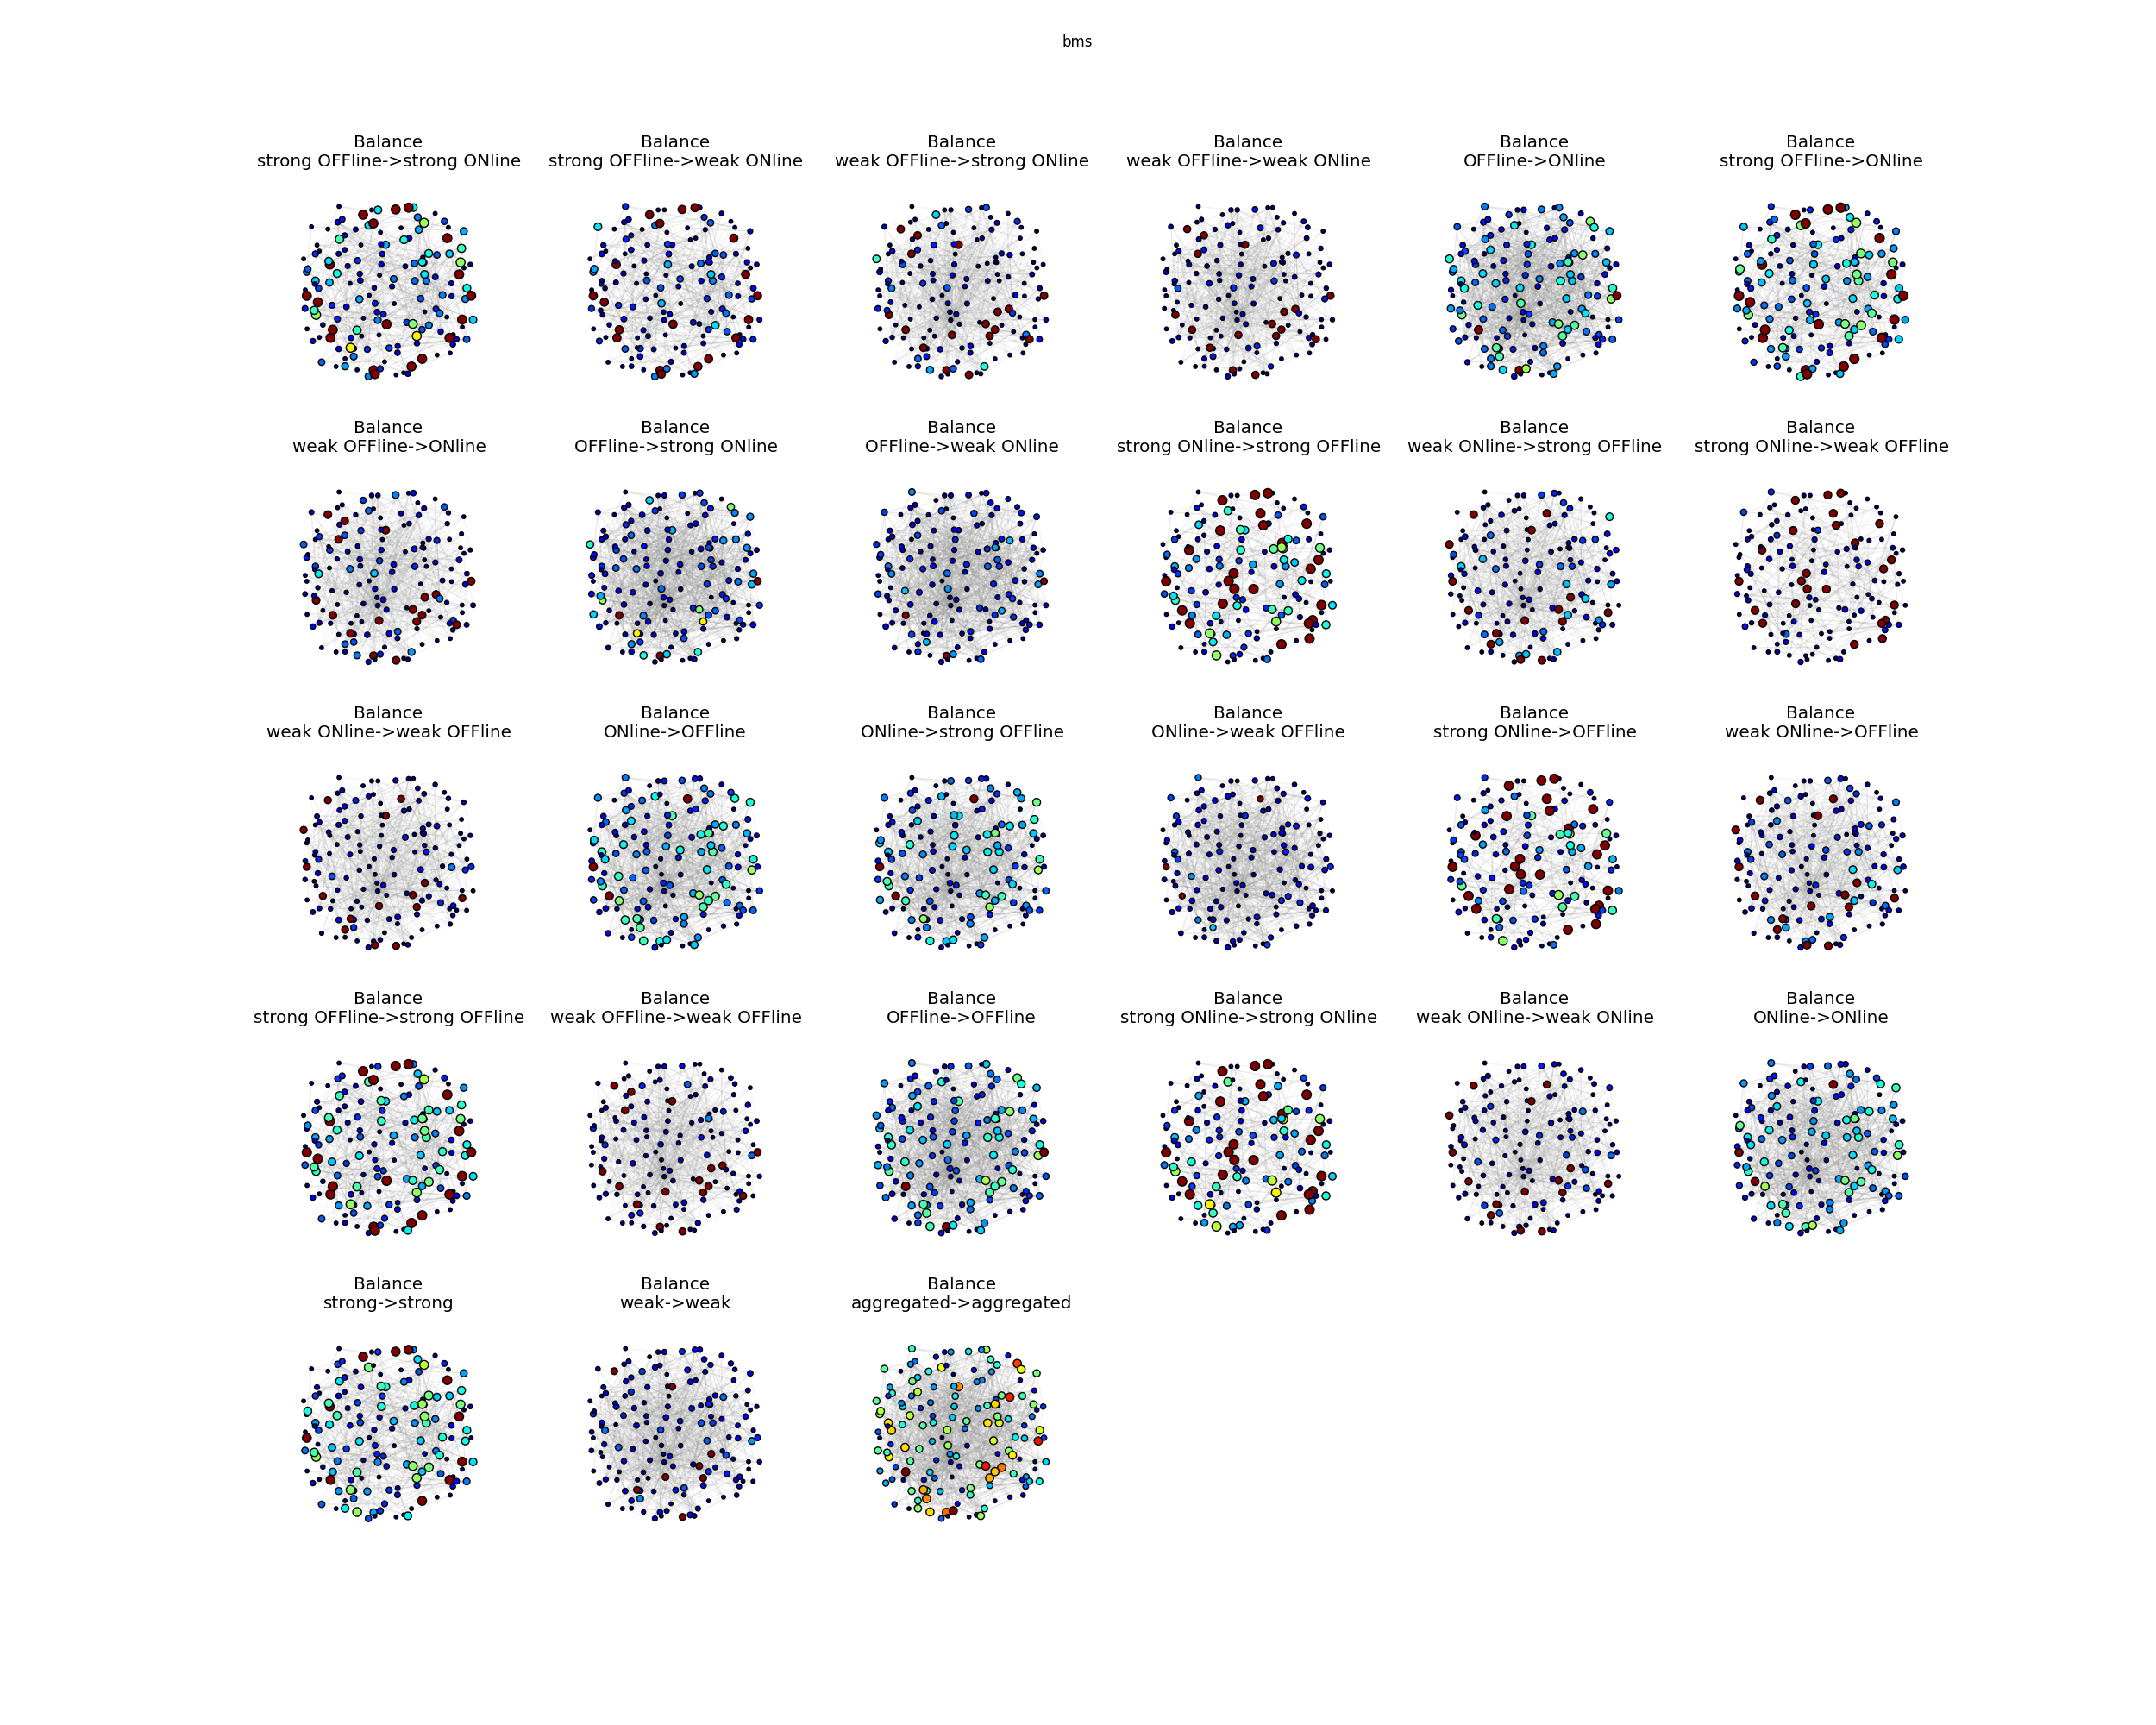 bms
Balance
strong OFFline->strong ONline
Balance
strong OFFline->weak ONline
Balance
weak OFFline->strong ONline
Balance
weak OFFline->weak ONline
Balance
OFFline->ONline
Balance
strong OFFline->ONline
Balance
weak OFFline->ONline
Balance
OFFline->strong ONline
Balance
OFFline->weak ONline
Balance
strong ONline->strong OFFline
Balance
weak ONline->strong OFFline
Balance
strong ONline->weak OFFline
Balance
weak ONline->weak OFFline
Balance
ONline->OFFline
Balance
ONline->strong OFFline
Balance
ONline->weak OFFline
Balance
strong ONline->OFFline
Balance
weak ONline->OFFline
Balance
strong OFFline->strong OFFline
Balance
weak OFFline->weak OFFline
Balance
OFFline->OFFline
Balance
strong ONline->strong ONline
Balance
weak ONline->weak ONline
Balance
ONline->ONline
Balance
strong->strong
Balance
weak->weak
Balance
aggregated->aggregated